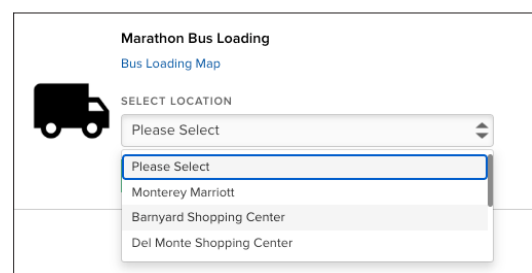 Marathon Bus Loading
Bus Loading Map
SELECT LOCATION
Please Select
Please Select
Monterey Marriott
Barnyard Shopping Center
Del Monte Shopping Center